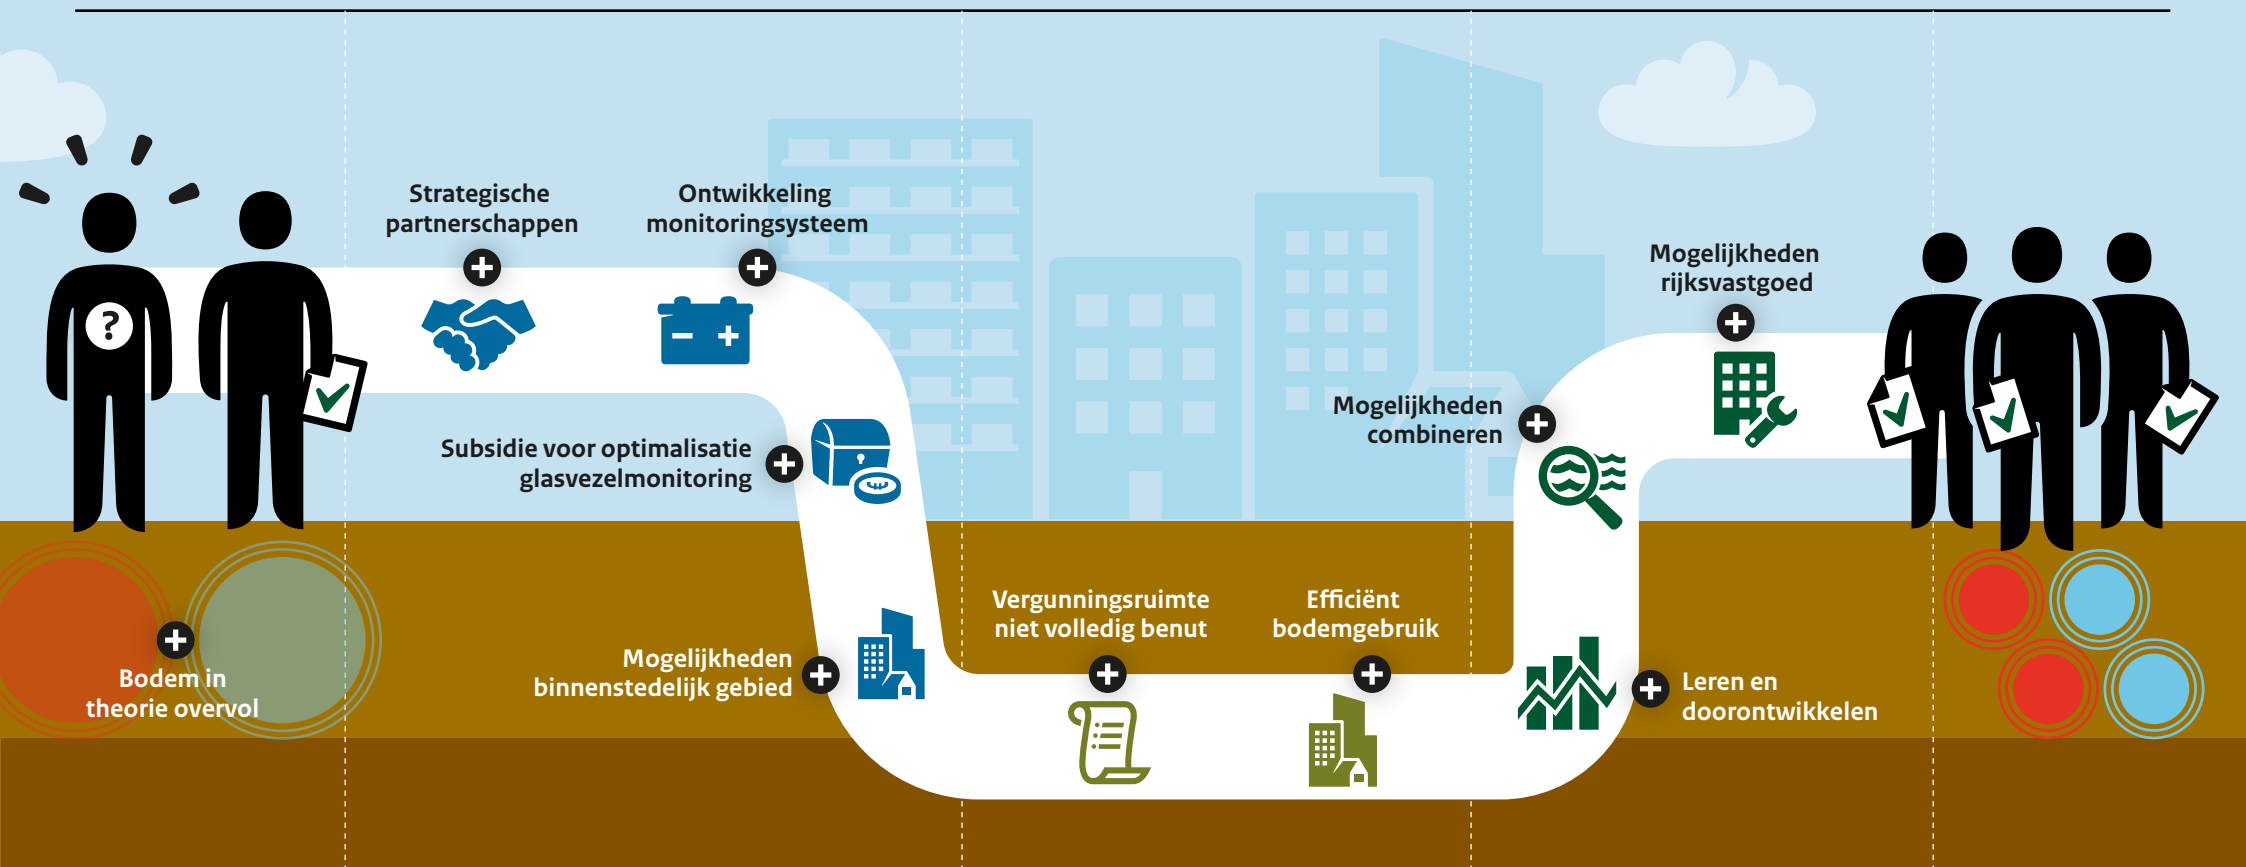 Strategische
partnerschappen
Ontwikkeling
monitoringsysteem
Subsidie voor optimalisatie
glasvezelmonitoring
Mogelijkheden
binnenstedelijk gebied
Bodem in
theorie overvol
Vergunningsruimte
niet volledig benut
Efficiënt
bodemgebruik
Mogelijkheden
combineren
Leren en
doorontwikkelen
Mogelijkheden
rijksvastgoed
?